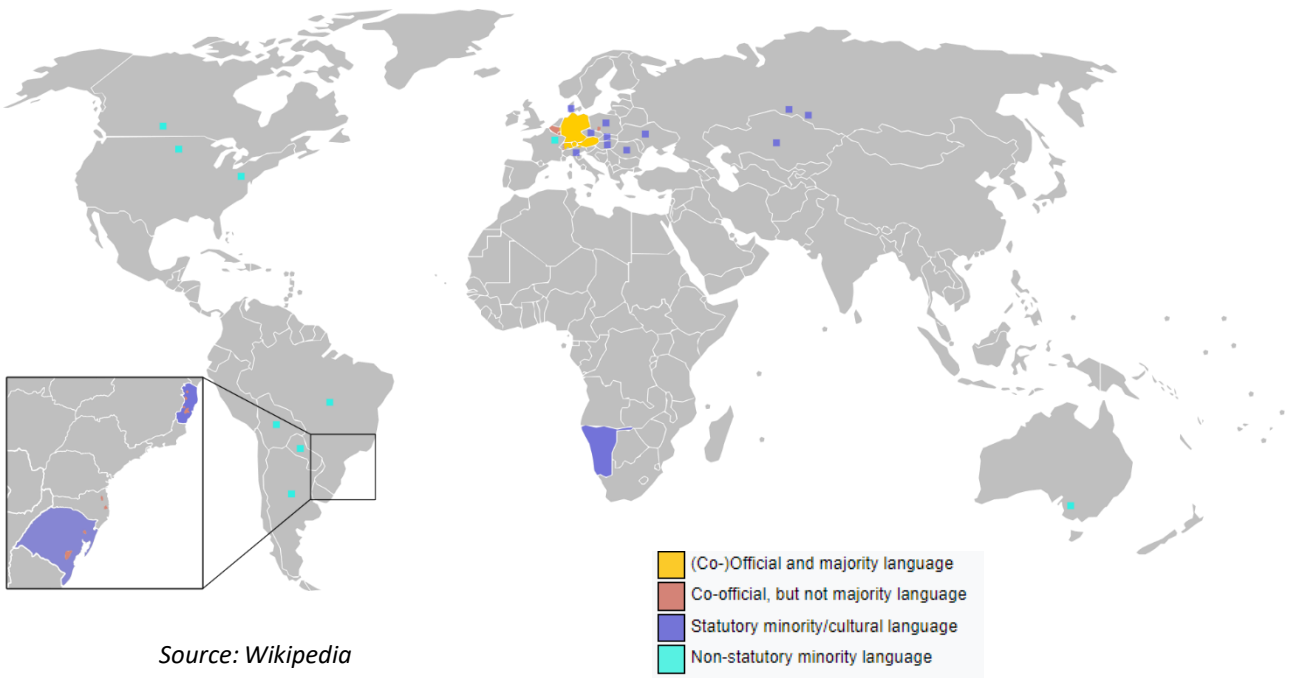 (Co-)Official and majority language
Co-official, but not majority language
Statutory minority/cultural language
Non-statutory minority language
Source: Wikipedia